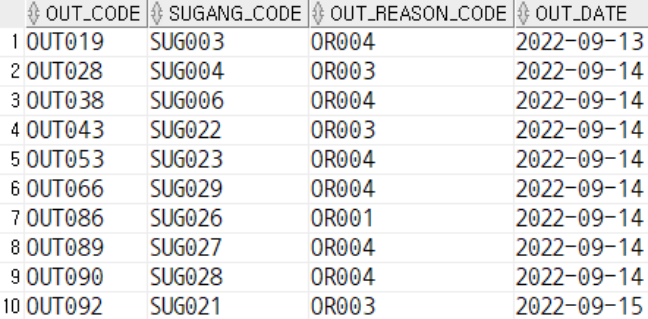 OUT_CODE SUGANG_CODE OUT_REASON_CODE OUT_DATE
1 OUT019 SUG003 OR004 2022-09-13
2 OUT028 SUG004 OR003 2022-09-14
3 OUT038 SUG006 OR004 2022-09-14
4 OUT043 SUG022 OR003 2022-09-14
5 OUT053 SUG023 OR004 2022-09-14
6 OUT066 SUG029 OR004 2022-09-14
7 OUT086 SUG026 OR001 2022-09-14
8 OUT089 SUG027 OR004 2022-09-14
9 OUT090 SUG028 OR004 2022-09-14
10 OUT092 SUG021 OR003 2022-09-15